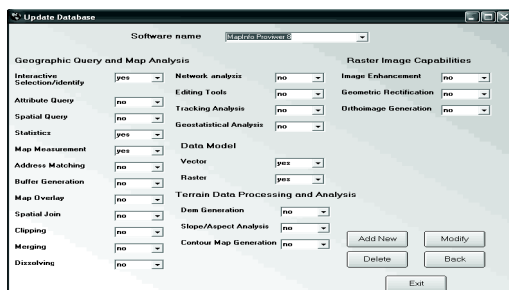 Update Database
Software name MapInfo Proviwer 8
Geographic Query and Map Analysis
Interactive Selection/identify yes
Attribute Query no
Spatial Query no
Statistics yes
Map Measurement yes
Address Matching no
Buffer Generation no
Map Overlay no
Spatial Join no
Clipping no
Merging no
Dissolving no
Network analysis no
Editing Tools no
Tracking Analysis no
Geostatistical Analysis no
Data Model
Vector yes
Raster yes
Terrain Data Processing and Analysis
Dem Generation no
Slope/Aspect Analysis no
Contour Map Generation no
Raster Image Capabilities
Image Enhancement no
Geometric Rectification no
Orthoimage Generation no
Add New Modify
Delete Back
Exit